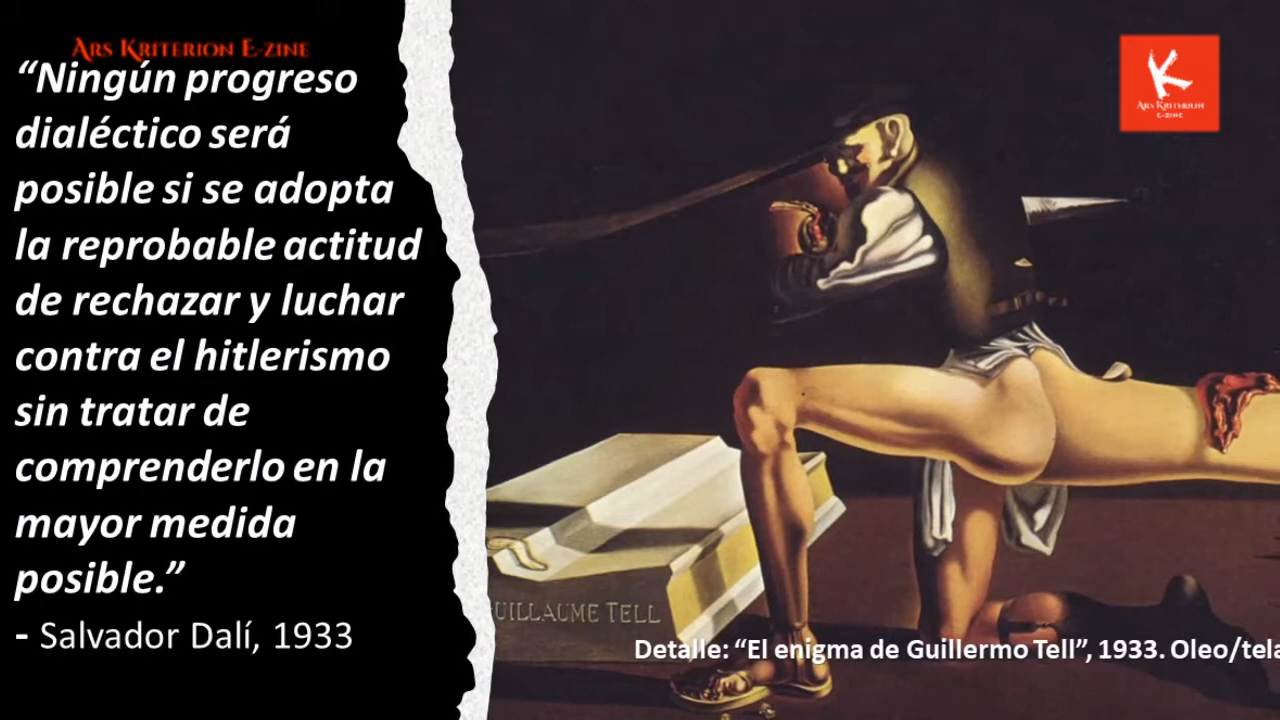 ARS KRITERION E-ZINE
“Ningún progreso
dialéctico será
posible si se adopta
la reprobable actitud
de rechazar y luchar
contra el hitlerismo
sin tratar de
comprenderlo en la
mayor medida
posible.”
- Salvador Dalí, 1933
K
ARS KRITERION
E-ZINE
UILLAUME TELL
Detalle: “El enigma de Guillermo Tell”, 1933. Oleo/tela